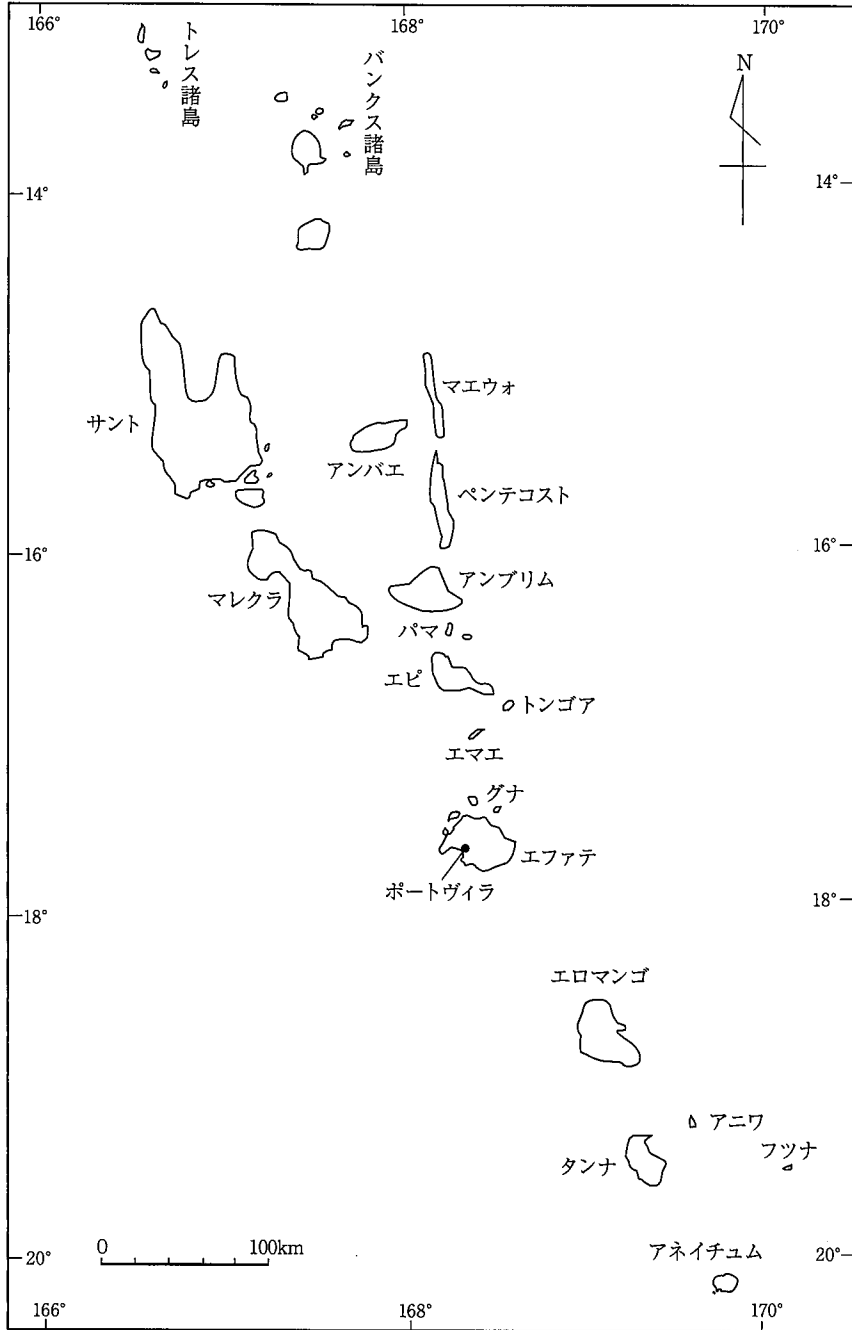 166°
168°
170°
トレス諸島
バンクス諸島
N
14°
14°
マエウォ
サント
アンバエ
ペンテコスト
16°
16°
アンブリム
マレクラ
パマ
エピ
トンゴア
エマエ
グナ
エファテ
ポートヴィラ
18°
18°
エロマンゴ
アニワ
フツナ
タンナ
0 100km
アネイチュム
20°
20°
166°
168°
170°